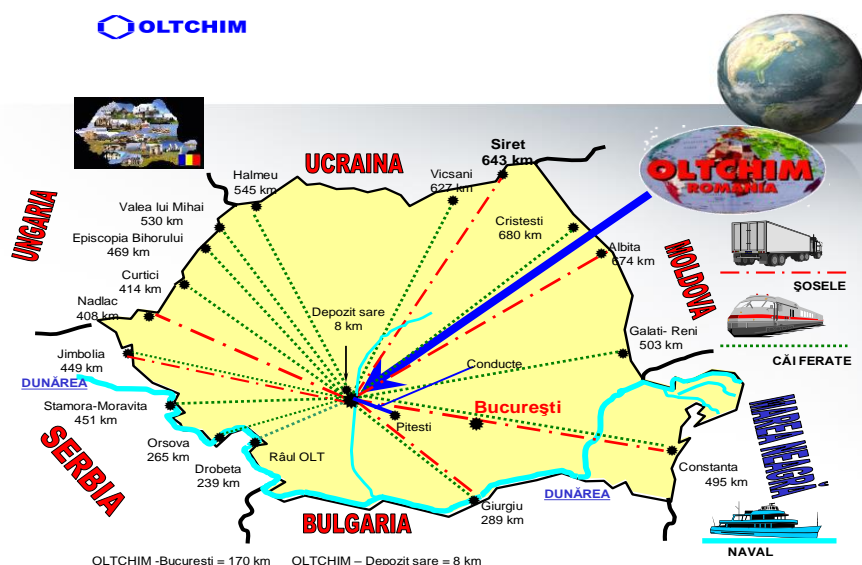 OLTCHIM
Siret
643 km
UCRAINA
Halmeu
545 km
Vicsani
627 km
OLTCHIM
ROMANIA
Valea lui Mihai
530 km
Cristesti
680 km
UNGARIA
Episcopia Bihorului
469 km
Albita
674 km
MOLDOVA
Curtici
414 km
ŞOSELE
Nadlac
408 km
Depozit sare
8 km
Galati- Reni
503 km
Jimbolia
449 km
Conducte
CĂI FERATE
DUNĂREA
Stamora-Moravita
451 km
Bucureşti
Pitesti
MAREA NEAGRĂ
SERBIA
Orsova
265 km
Râul OLT
Drobeta
239 km
Constanta
495 km
DUNĂREA
Giurgiu
289 km
BULGARIA
NAVAL
OLTCHIM -Bucuresti = 170 km
OLTCHIM – Depozit sare = 8 km